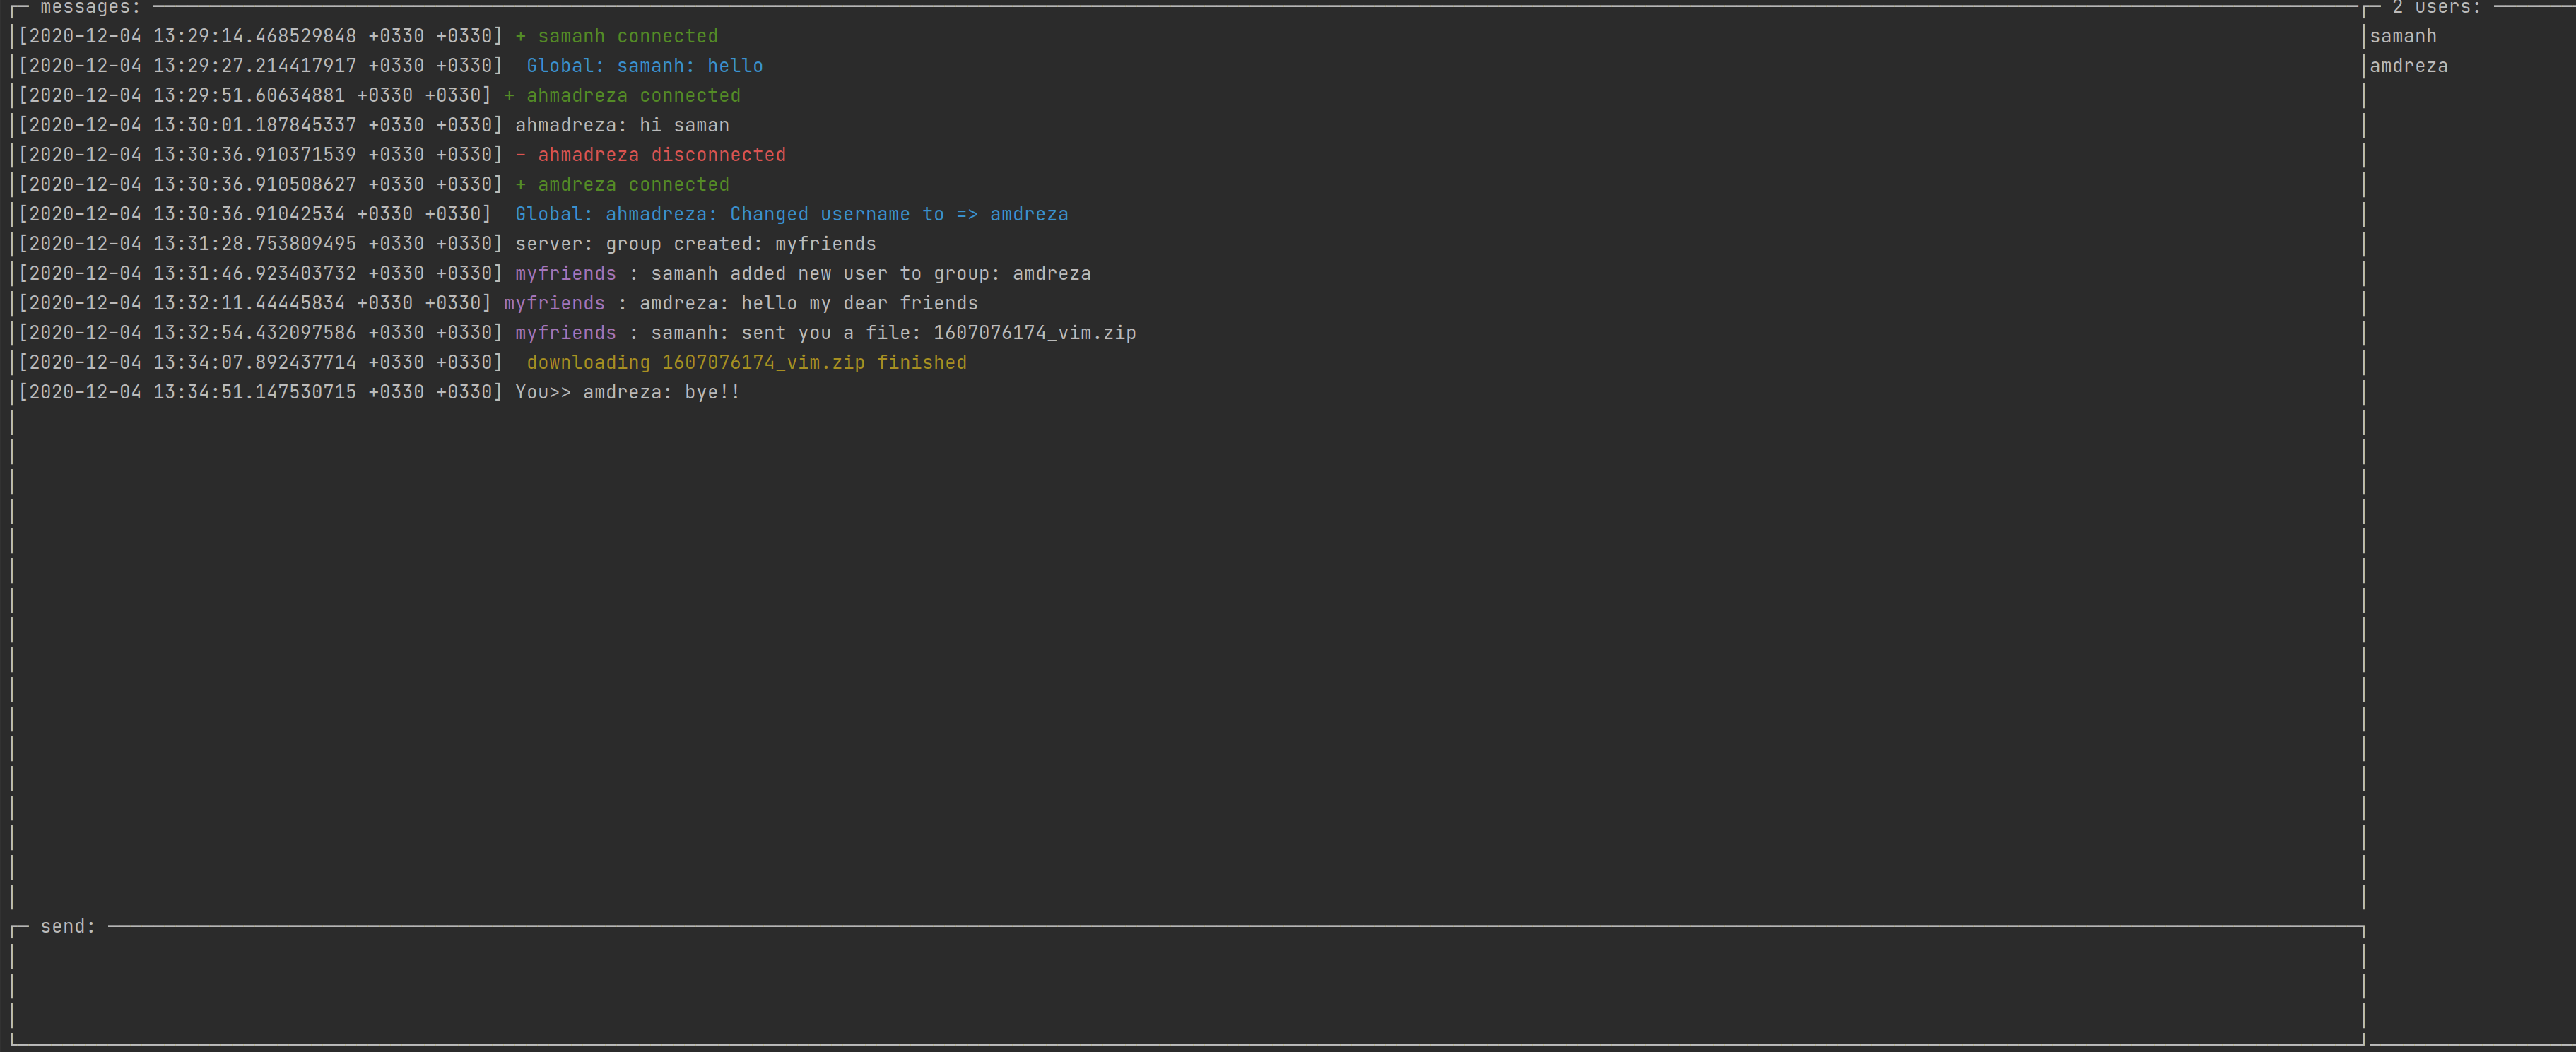 messages:
[2020-12-04 13:29:14.468529848 +0330 +0330] + samanh connected
[2020-12-04 13:29:27.214417917 +0330 +0330]  Global: samanh: hello
[2020-12-04 13:29:51.60634881 +0330 +0330] + ahmadreza connected
[2020-12-04 13:30:01.187845337 +0330 +0330] ahmadreza: hi saman
[2020-12-04 13:30:36.910371539 +0330 +0330] - ahmadreza disconnected
[2020-12-04 13:30:36.910508627 +0330 +0330] + amdreza connected
[2020-12-04 13:30:36.91042534 +0330 +0330]  Global: ahmadreza: Changed username to => amdreza
[2020-12-04 13:31:28.753809495 +0330 +0330] server: group created: myfriends
[2020-12-04 13:31:46.923403732 +0330 +0330] myfriends : samanh added new user to group: amdreza
[2020-12-04 13:32:11.44445834 +0330 +0330] myfriends : amdreza: hello my dear friends
[2020-12-04 13:32:54.432097586 +0330 +0330] myfriends : samanh: sent you a file: 1607076174_vim.zip
[2020-12-04 13:34:07.892437714 +0330 +0330]  downloading 1607076174_vim.zip finished
[2020-12-04 13:34:51.147530715 +0330 +0330] You>> amdreza: bye!!
send:
2 users:
samanh
amdreza